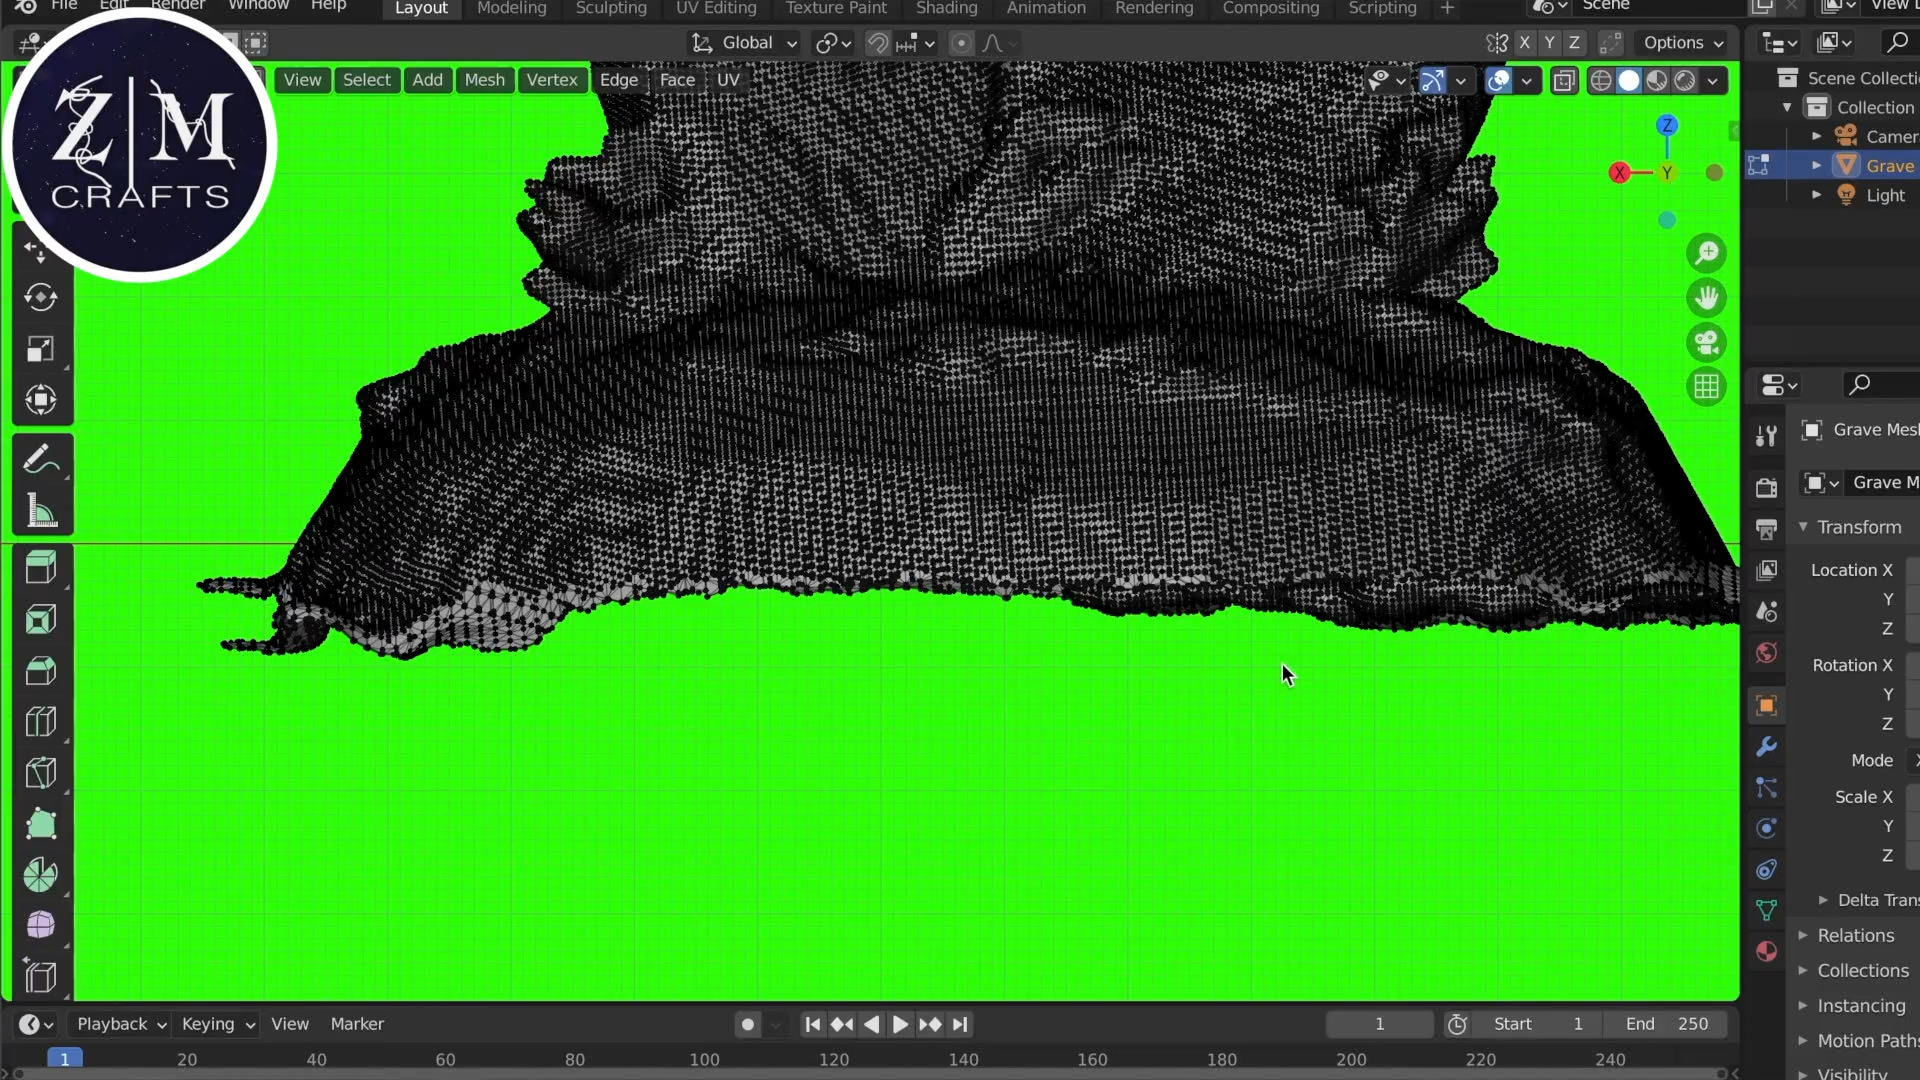 File Edit Render Window Help Layout Modeling Sculpting UV Editing Texture Paint Shading Animation Rendering Compositing Scripting + Scene View
Global X Y Z Options
View Select Add Mesh Vertex Edge Face UV
Z|M
CRAFTS
Z
X Y
Scene Collecti
Collection
Camer
Grave
Light
Grave Mesl
Grave M
Transform
Location X
Y
Z
Rotation X
Y
Z
Mode X
Scale X
Y
Z
Delta Trans
Relations
Collections
Instancing
Motion Paths
Visibility
Playback Keying View Marker 1 Start 1 End 250
1 20 40 60 80 100 120 140 160 180 200 220 240